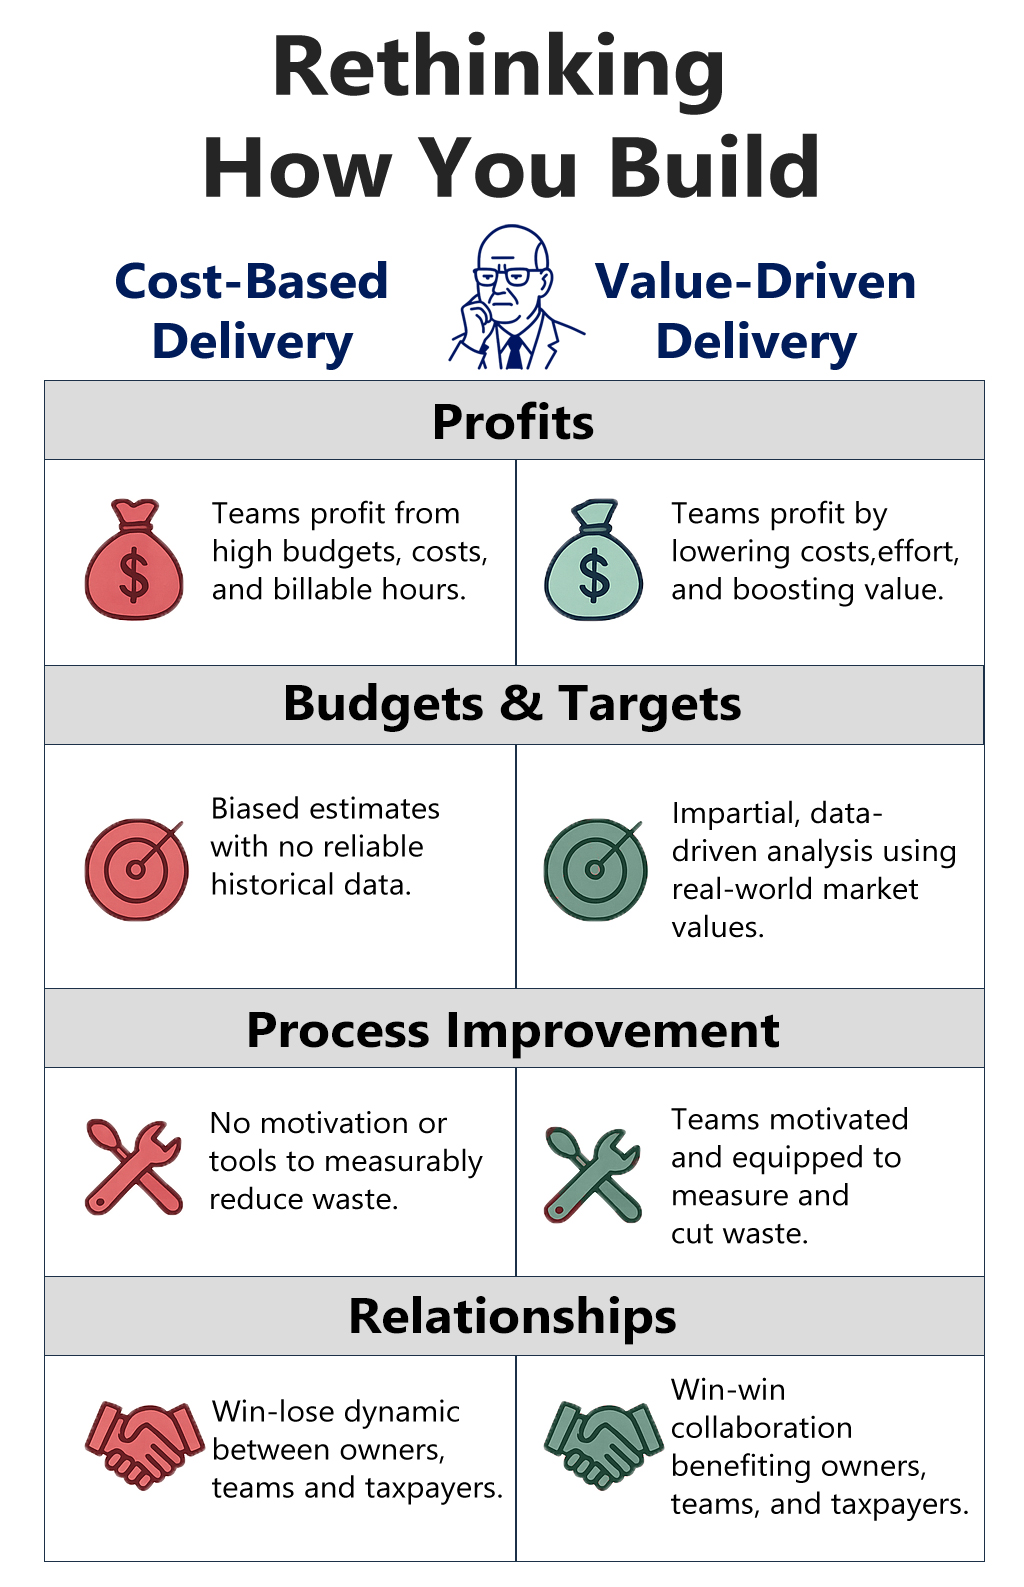 Rethinking
How You Build
Cost-Based
Delivery
Value-Driven
Delivery
Profits
$
Teams profit from
high budgets, costs,
and billable hours.
$
Teams profit by
lowering costs,effort,
and boosting value.
Budgets & Targets
Biased estimates
with no reliable
historical data.
Impartial, data-
driven analysis using
real-world market
values.
Process Improvement
No motivation or
tools to measurably
reduce waste.
Teams motivated
and equipped to
measure and
cut waste.
Relationships
Win-lose dynamic
between owners,
teams and taxpayers.
Win-win
collaboration
benefiting owners,
teams, and taxpayers.